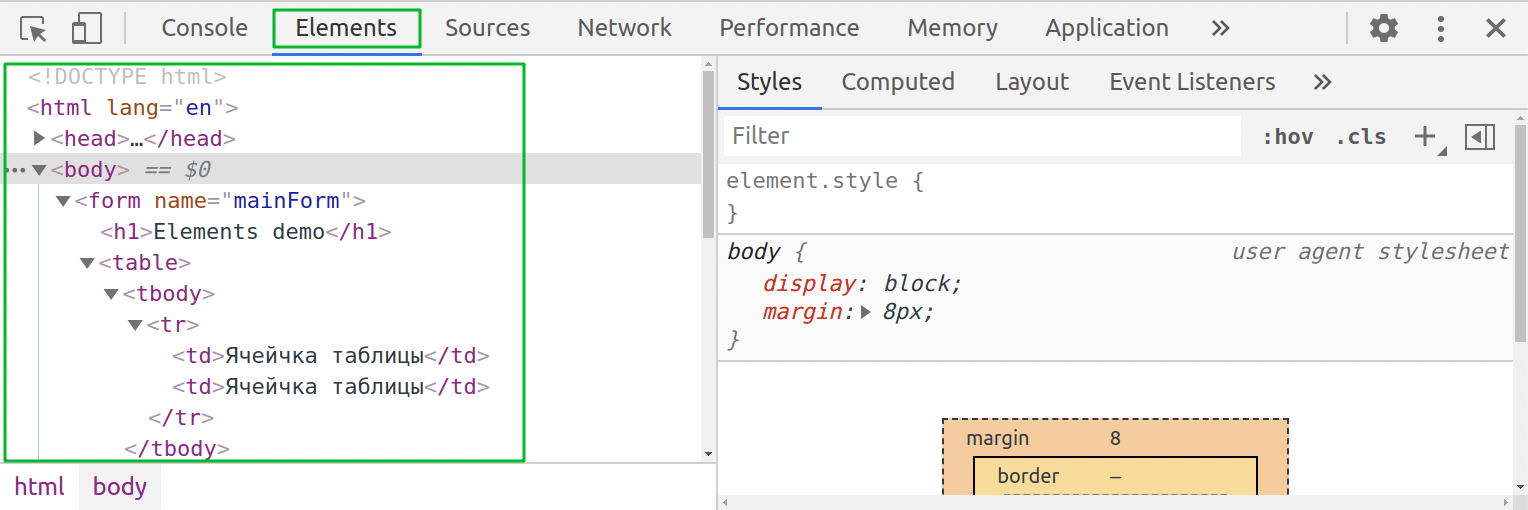 Console Elements Sources Network Performance Memory Application »
<!DOCTYPE html>
<html lang="en">
<head>…</head>
… <body> == $0
<form name="mainForm">
<h1>Elements demo</h1>
<table>
<tbody>
<tr>
<td>Ячейчка таблицы</td>
<td>Ячейчка таблицы</td>
</tr>
</tbody>
html body
Styles Computed Layout Event Listeners »
Filter :hov .cls +
element.style {
}
body { user agent stylesheet
display: block;
margin: 8px;
}
margin 8
border –